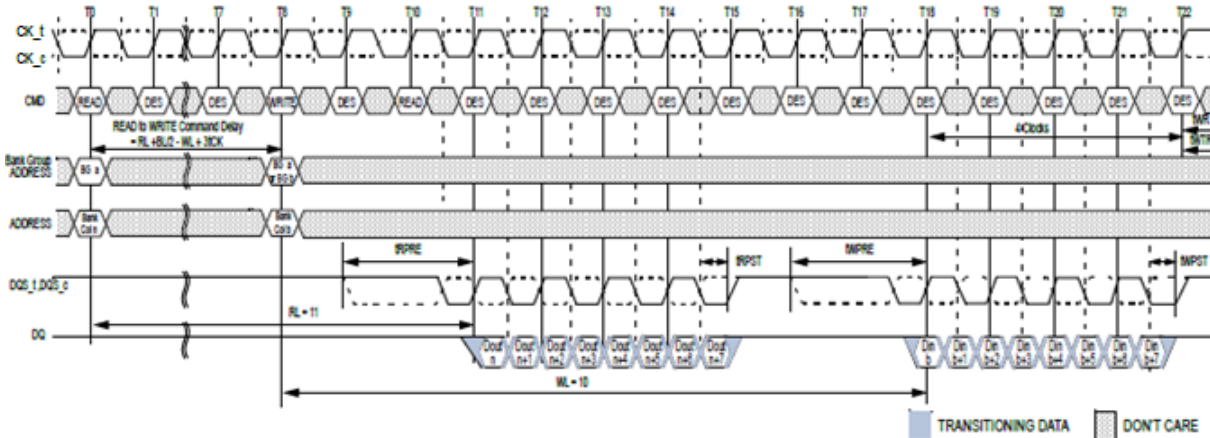 T0 T1 T7 T8 T9 T10 T11 T12 T13 T14 T15 T16 T17 T18 T19 T20 T21 T22
CK_t
CK_c
CMD READ DES DES WRITE DES READ DES DES DES DES DES DES DES DES DES DES DES DES
READ to WRITE Command Delay
= RL +BL/2 - WL + 3tCK
4Clocks
tWR
tWTR
Bank Group
ADDRESS
BG a
BG a
or BG b
ADDRESS
Bank
Col n
Bank
Col b
tRPRE tRPST tWPRE tWPST
DQS_t,DQS_c
RL = 11
DQ
Dout n Dout n+1 Dout n+2 Dout n+3 Dout n+4 Dout n+5 Dout n+6 Dout n+7 Din b Din b+1 Din b+2 Din b+3 Din b+4 Din b+5 Din b+6 Din b+7
WL = 10
TRANSITIONING DATA DON'T CARE